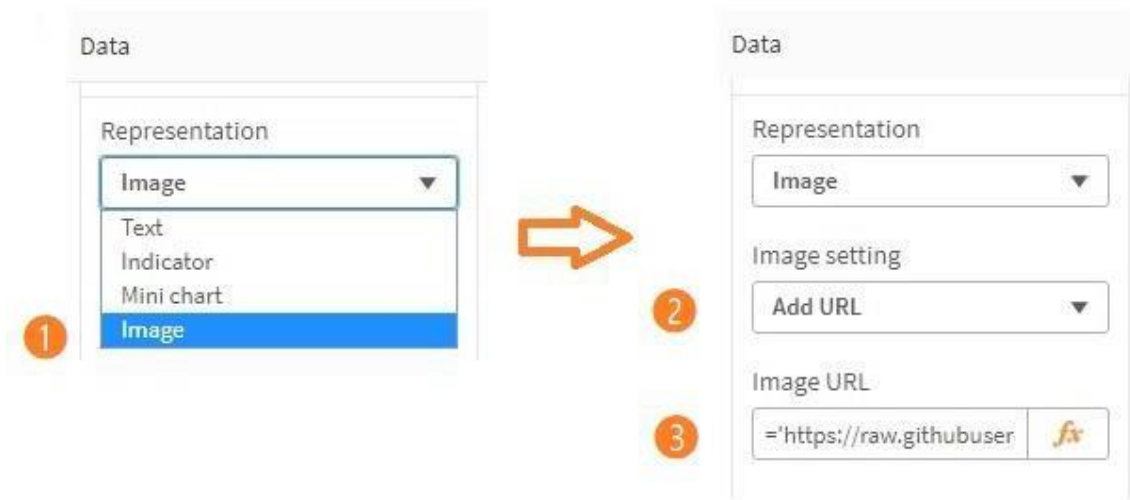 Data
Representation
Image
Text
Indicator
Mini chart
1
Image
Data
Representation
Image
Image setting
2
Add URL
Image URL
3
='https://raw.githubuser
fx